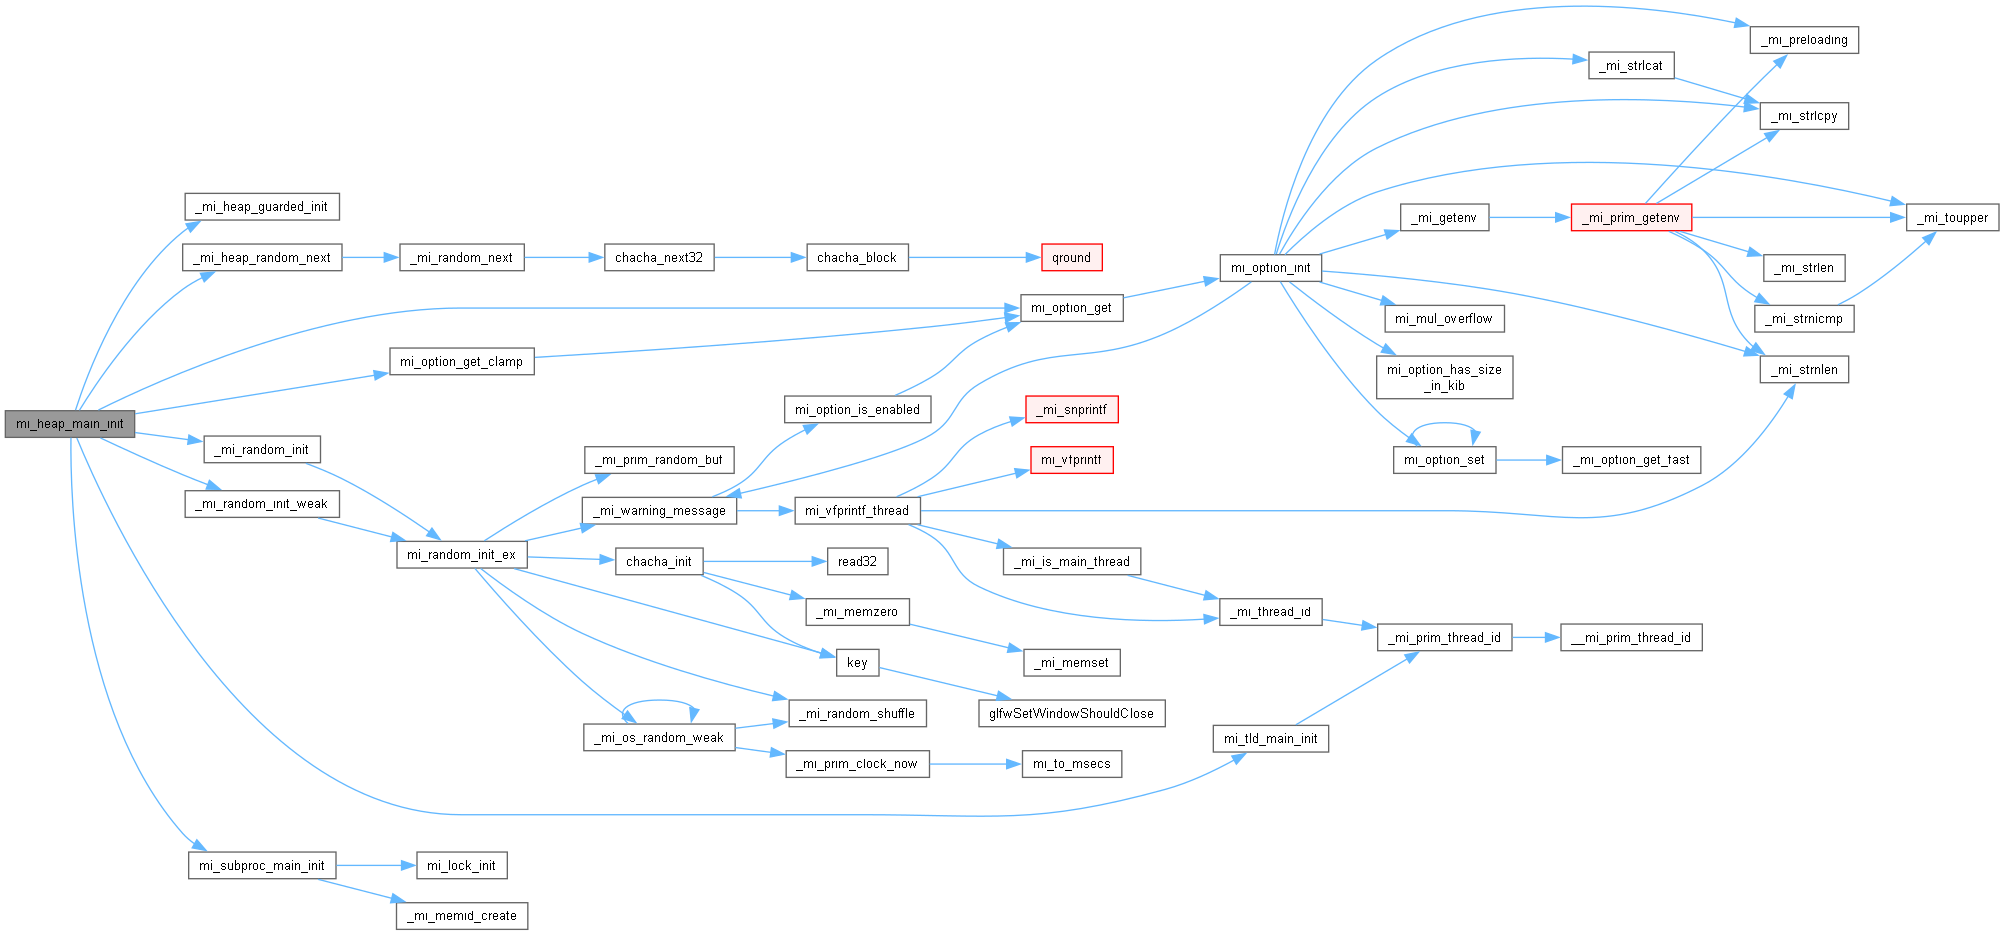 _mi_preloading
_mi_strlcat
_mi_strlcpy
_mi_heap_guarded_init
_mi_getenv
_mi_prim_getenv
_mi_toupper
_mi_heap_random_next
_mi_random_next
chacha_next32
chacha_block
qround
mi_option_init
_mi_strlen
mi_option_get
mi_mul_overflow
_mi_strnicmp
mi_option_get_clamp
mi_option_has_size
_in_kib
_mi_strnlen
mi_heap_main_init
mi_option_is_enabled
_mi_snprintf
_mi_random_init
_mi_prim_random_buf
mi_vfprintf
mi_option_set
_mi_option_get_fast
_mi_random_init_weak
_mi_warning_message
mi_vfprintf_thread
mi_random_init_ex
chacha_init
read32
_mi_is_main_thread
_mi_memzero
_mi_thread_id
_mi_prim_thread_id
__mi_prim_thread_id
key
_mi_memset
_mi_random_shuffle
glfwSetWindowShouldClose
_mi_os_random_weak
mi_tld_main_init
_mi_prim_clock_now
mi_to_msecs
mi_subproc_main_init
mi_lock_init
_mi_memid_create